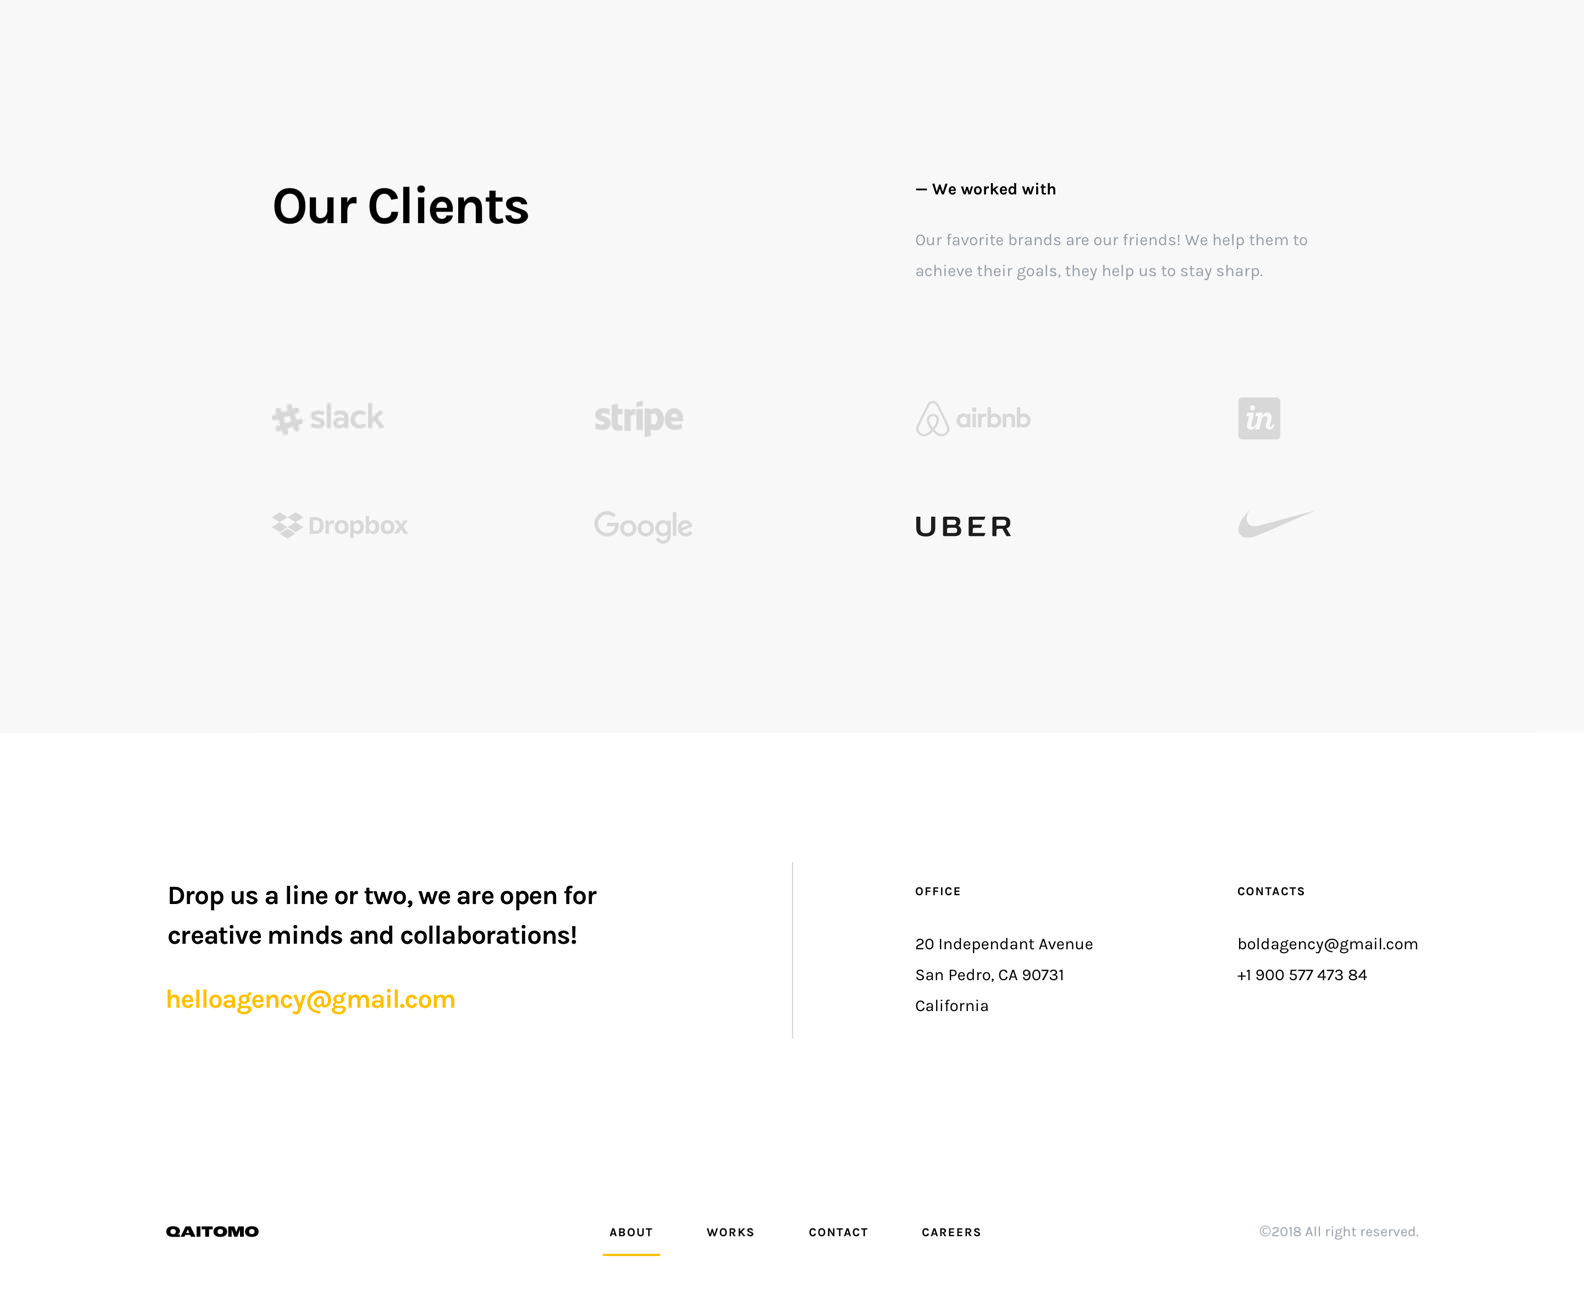 Our Clients
— We worked with
Our favorite brands are our friends! We help them to
achieve their goals, they help us to stay sharp.
slack
stripe
airbnb
in
Dropbox
Google
UBER
Drop us a line or two, we are open for
creative minds and collaborations!
helloagency@gmail.com
OFFICE
20 Independant Avenue
San Pedro, CA 90731
California
CONTACTS
boldagency@gmail.com
+1 900 577 473 84
QAITOMO
ABOUT
WORKS
CONTACT
CAREERS
©2018 All right reserved.